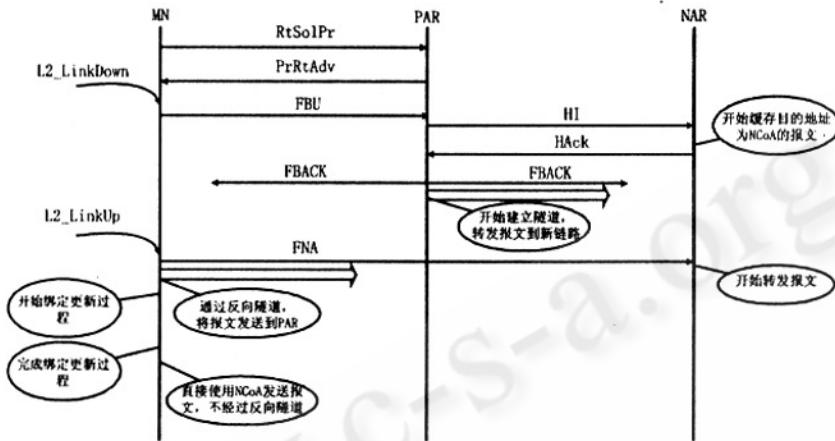 MN
PAR
NAR
RtSolPr
PrRtAdv
L2_LinkDown
FBU
HI
开始缓存目的地址
为NCoA的报文
HAck
FBACK
FBACK
开始建立隧道,
转发报文到新链路
L2_LinkUp
FNA
开始转发报文
开始绑定更新过
程
通过反向隧道,
将报文发送到PAR
完成绑定更新过
程
直接使用NCoA发送报
文,不经过反向隧道
c-s-a.org